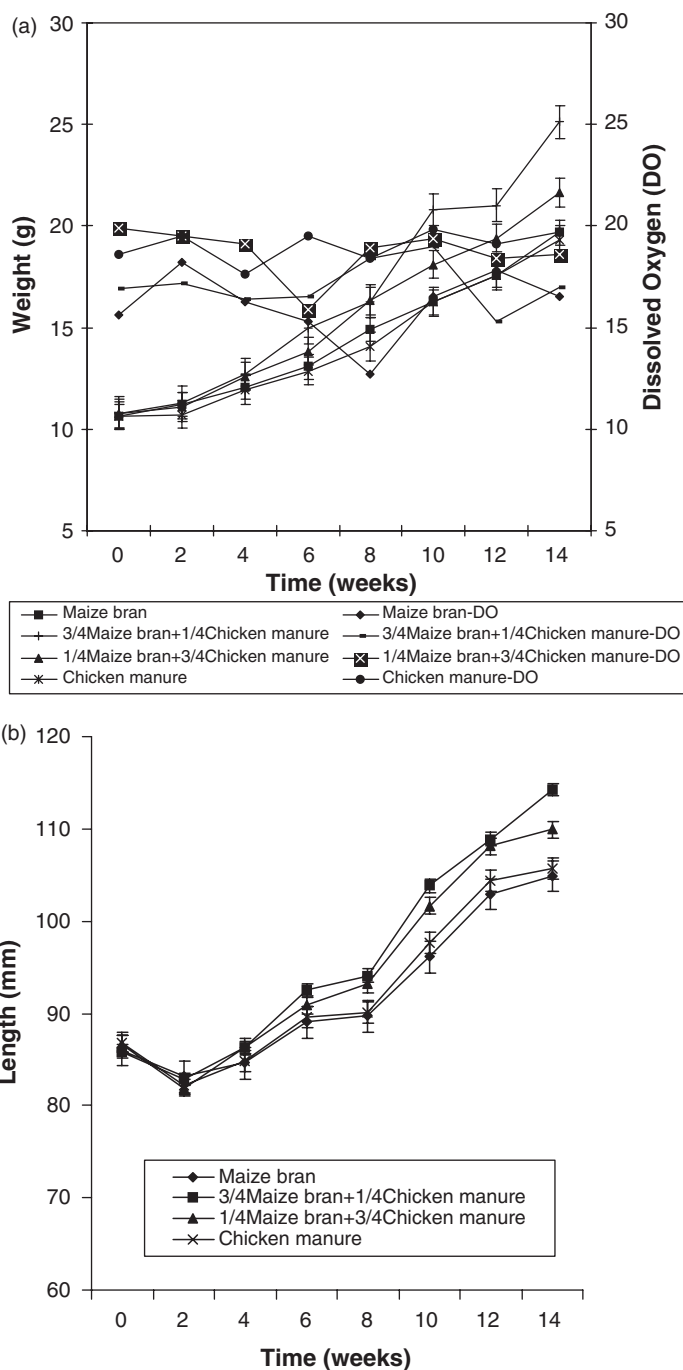 (a)
30
25
20
15
10
5
Weight (g)
30
25
20
15
10
5
Dissolved Oxygen (DO)
0 2 4 6 8 10 12 14
Time (weeks)
Maize bran Maize bran-DO
3/4Maize bran+1/4Chicken manure 3/4Maize bran+1/4Chicken manure-DO
1/4Maize bran+3/4Chicken manure 1/4Maize bran+3/4Chicken manure-DO
Chicken manure Chicken manure-DO
(b)
120
110
100
90
80
70
60
Length (mm)
Maize bran
3/4Maize bran+1/4Chicken manure
1/4Maize bran+3/4Chicken manure
Chicken manure
0 2 4 6 8 10 12 14
Time (weeks)